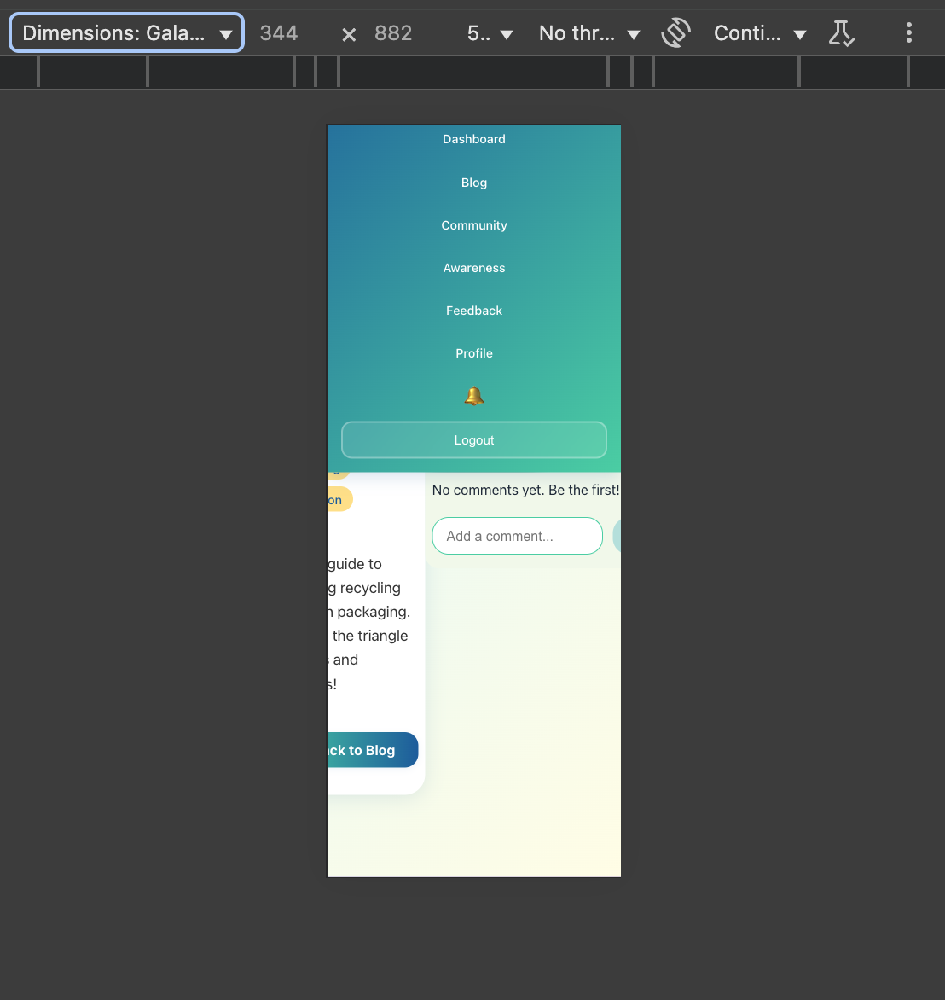 Dimensions: Gala...
344
×
882
5..
No thr...
Conti...
Dashboard
Blog
Community
Awareness
Feedback
Profile
Logout
on
guide to
g recycling
packaging.
the triangle
and
s!
ck to Blog
No comments yet. Be the first!
Add a comment...